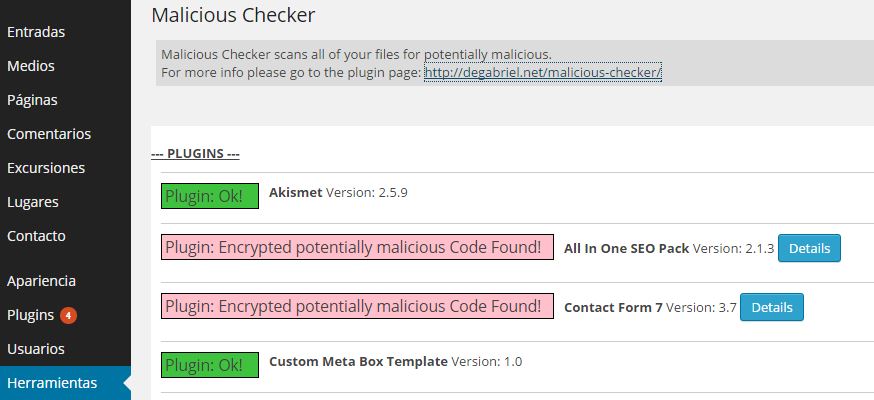 Malicious Checker
Malicious Checker scans all of your files for potentially malicious.
For more info please go to the plugin page: http://degabriel.net/malicious-checker/
Entradas
Medios
Páginas
Comentarios
Excursiones
Lugares
Contacto
Apariencia
Plugins 4
Usuarios
Herramientas
--- PLUGINS ---
Plugin: Ok! Akismet Version: 2.5.9
Plugin: Encrypted potentially malicious Code Found! All In One SEO Pack Version: 2.1.3 Details
Plugin: Encrypted potentially malicious Code Found! Contact Form 7 Version: 3.7 Details
Plugin: Ok! Custom Meta Box Template Version: 1.0